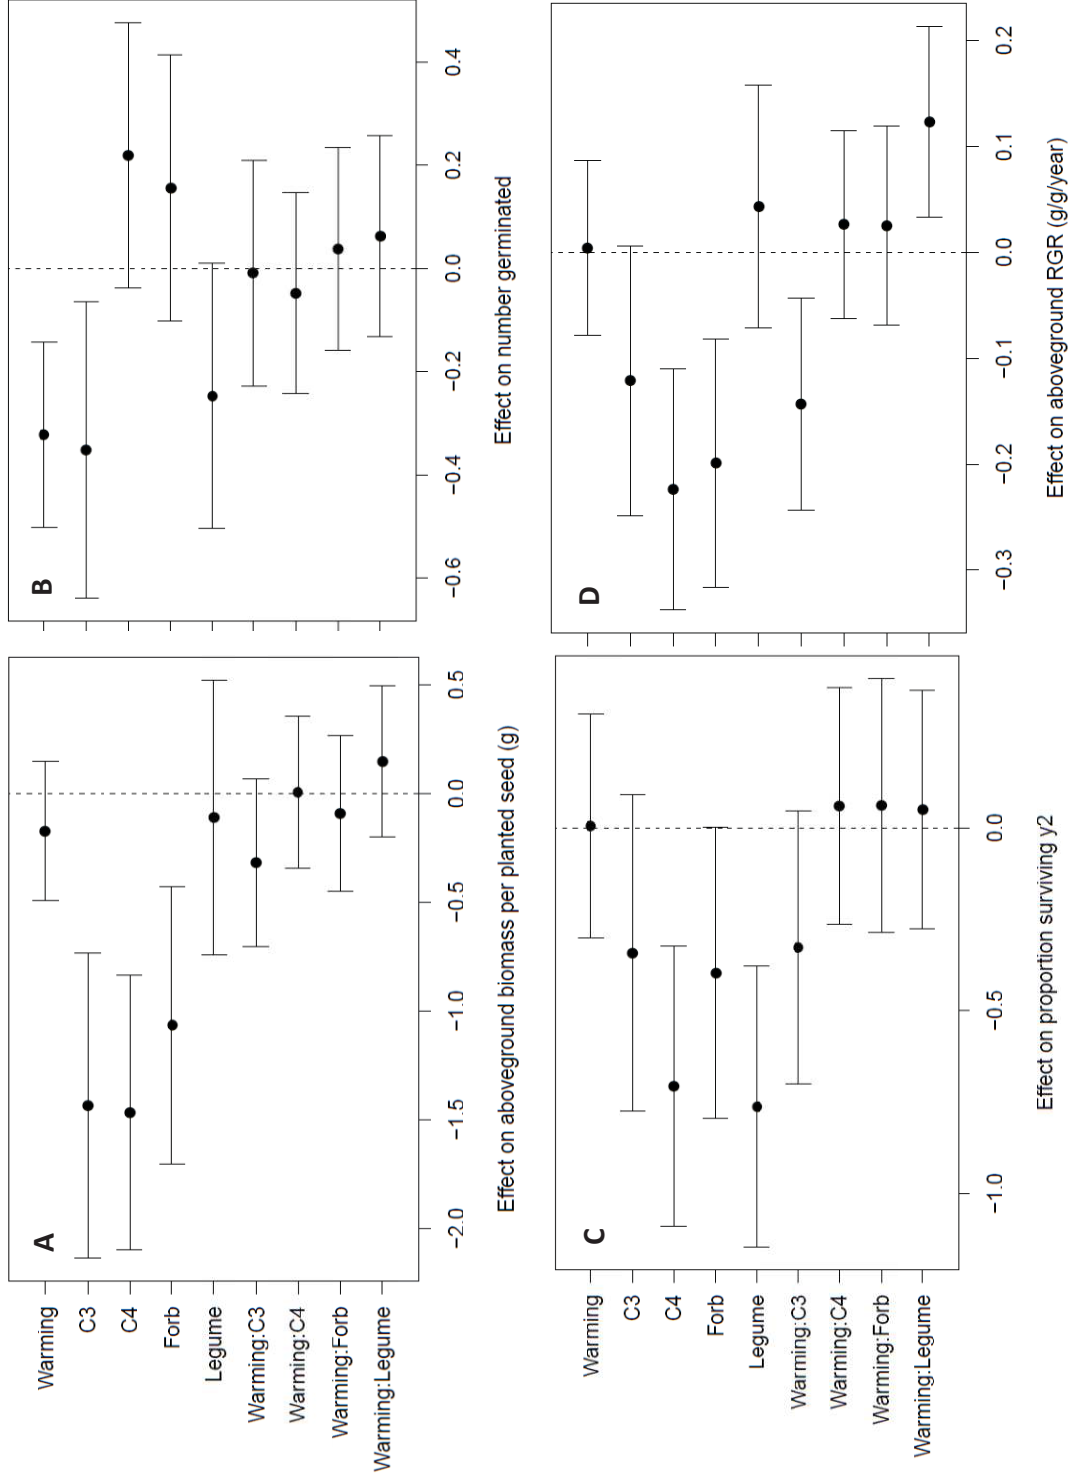 A
Warming
C3
C4
Forb
Legume
Warming:C3
Warming:C4
Warming:Forb
Warming:Legume
−2.0 −1.5 −1.0 −0.5 0.0 0.5
Effect on aboveground biomass per planted seed (g)
B
−0.6 −0.4 −0.2 0.0 0.2 0.4
Effect on number germinated
C
Warming
C3
C4
Forb
Legume
Warming:C3
Warming:C4
Warming:Forb
Warming:Legume
−1.0 −0.5 0.0
Effect on proportion surviving y2
D
−0.3 −0.2 −0.1 0.0 0.1 0.2
Effect on aboveground RGR (g/g/year)